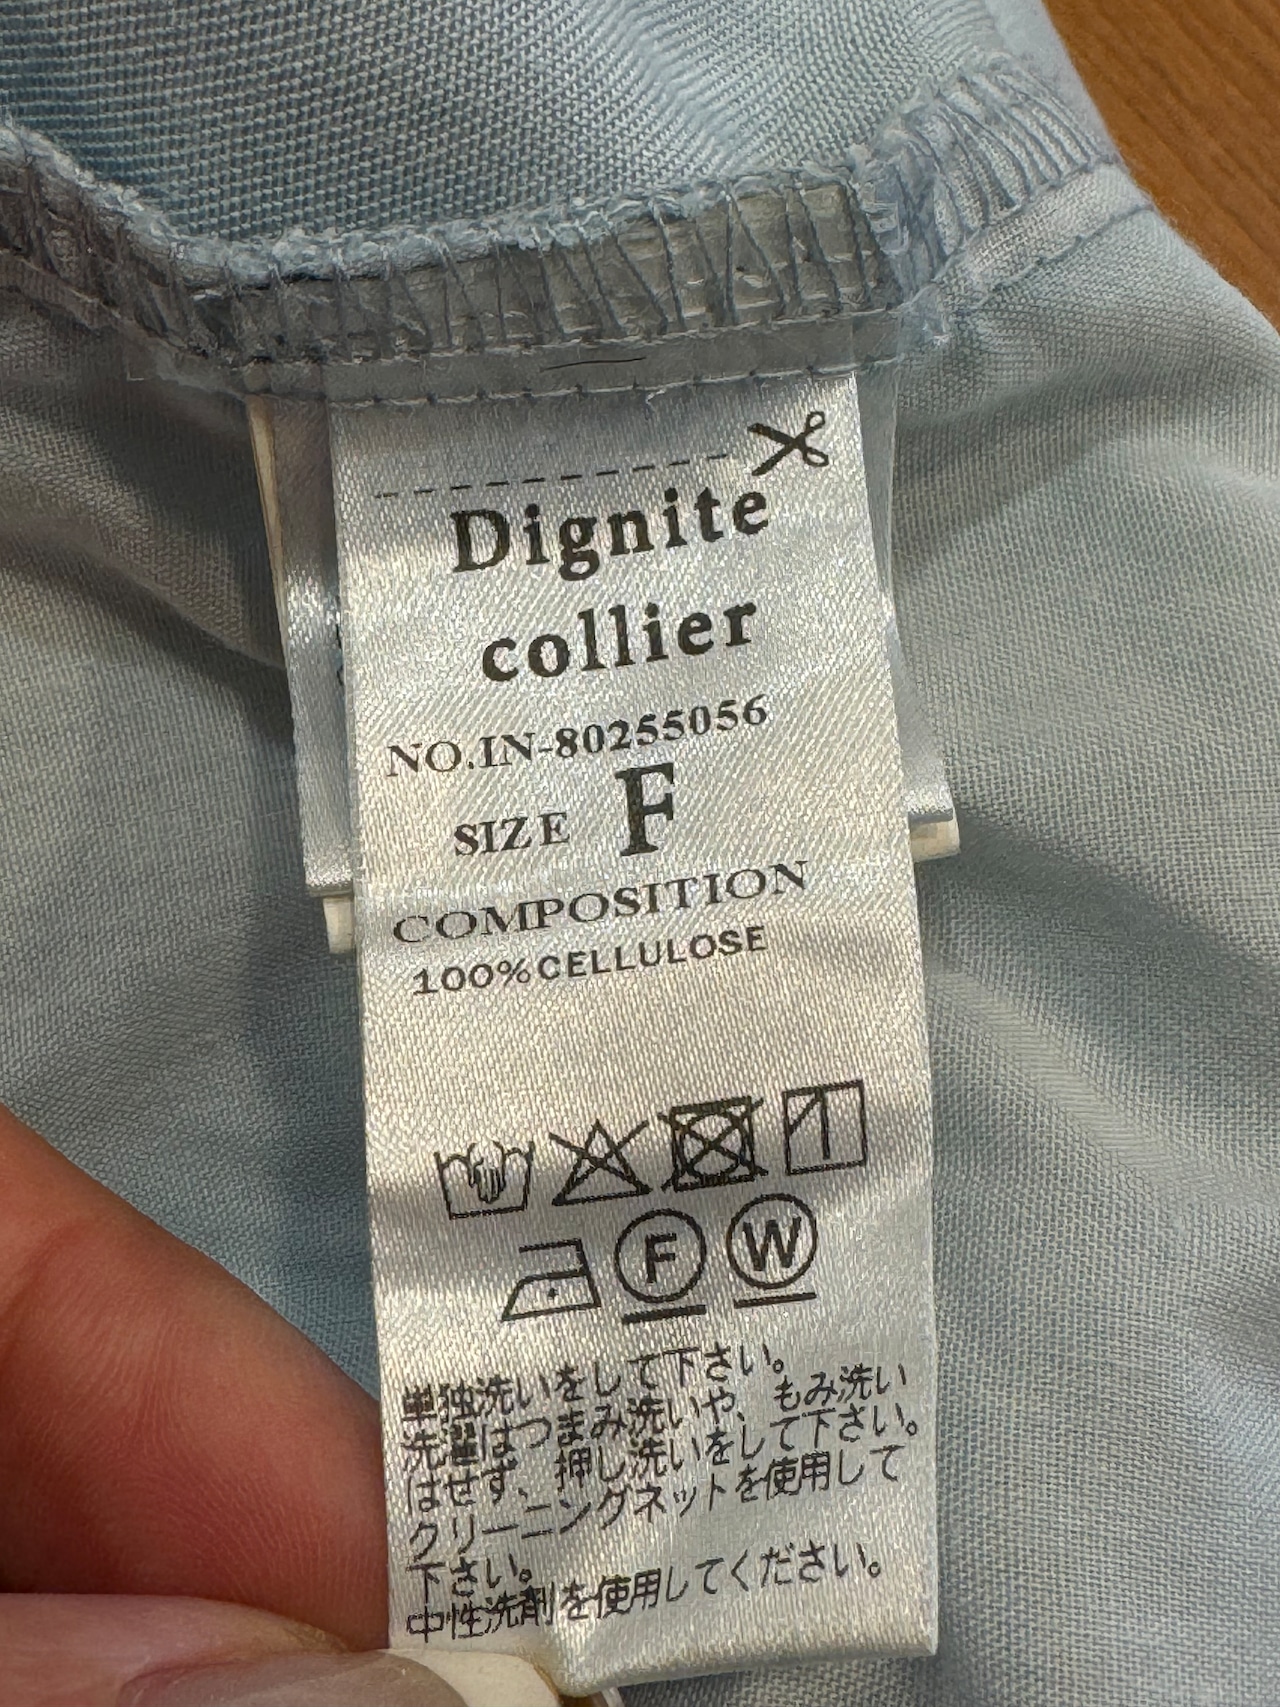 Dignite
collier
NO.IN-80255056
SIZE F
COMPOSITION
100%CELLULOSE
F W
単独洗いをして下さい。
洗濯はつまみ洗いや、もみ洗い
はせず、押し洗いをして下さい。
クリーニングネットを使用して
下さい。
中性洗剤を使用してください。